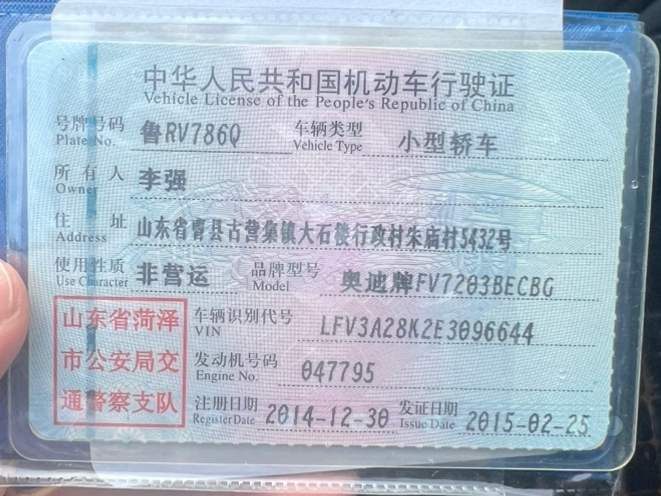 中华人民共和国机动车行驶证
Vehicle License of the People's Republic of China
号牌号码 鲁RV786Q 车辆类型 小型轿车
Plate No. Vehicle Type
所有人 李强
Owner
住址 山东省曹县古营集镇大石楼行政村朱庙村5432号
Address
使用性质 非营运 品牌型号 奥迪牌FV7203BECBG
Use Character Model
山东省菏泽
市公安局交
通警察支队
车辆识别代号 LFV3A28K2E3096644
VIN
发动机号码 047795
Engine No.
注册日期 2014-12-30 发证日期 2015-02-25
Register Date Issue Date